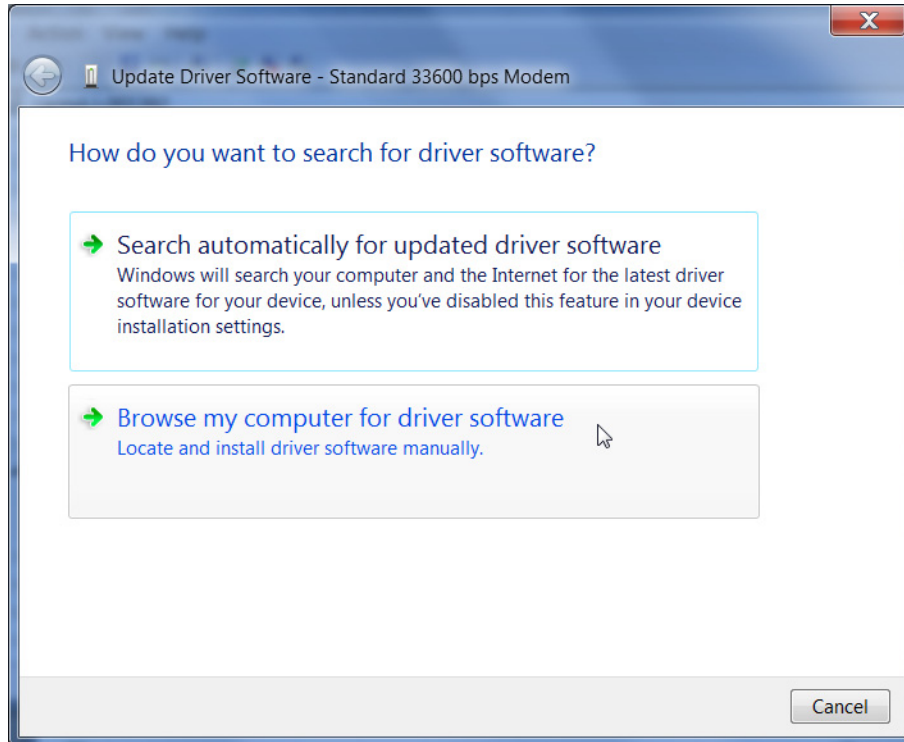 Update Driver Software - Standard 33600 bps Modem
How do you want to search for driver software?
Search automatically for updated driver software
Windows will search your computer and the Internet for the latest driver
software for your device, unless you've disabled this feature in your device
installation settings.
Browse my computer for driver software
Locate and install driver software manually.
Cancel